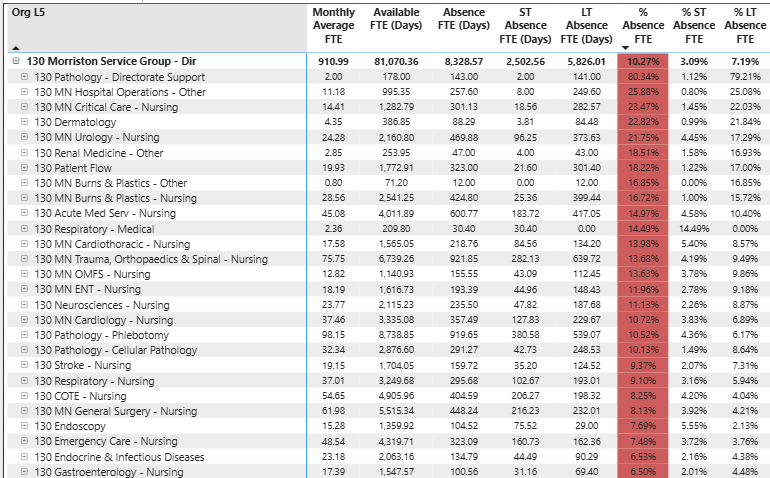 Org L5 Monthly Average FTE Available FTE (Days) Absence FTE (Days) ST Absence FTE (Days) LT Absence FTE (Days) % Absence FTE % ST Absence FTE % LT Absence FTE
130 Morriston Service Group - Dir 910.99 81,070.36 8,328.57 2,502.56 5,826.01 10.27% 3.09% 7.19%
130 Pathology - Directorate Support 2.00 178.00 143.00 2.00 141.00 80.34% 1.12% 79.21%
130 MN Hospital Operations - Other 11.18 995.35 257.60 8.00 249.60 25.88% 0.80% 25.08%
130 MN Critical Care - Nursing 14.41 1,282.79 301.13 18.56 282.57 23.47% 1.45% 22.03%
130 Dermatology 4.35 386.85 88.29 3.81 84.48 22.82% 0.99% 21.84%
130 MN Urology - Nursing 24.28 2,160.80 469.88 96.25 373.63 21.75% 4.45% 17.29%
130 Renal Medicine - Other 2.85 253.95 47.00 4.00 43.00 18.51% 1.58% 16.93%
130 Patient Flow 19.93 1,772.91 323.00 21.60 301.40 18.22% 1.22% 17.00%
130 MN Burns & Plastics - Other 0.80 71.20 12.00 0.00 12.00 16.85% 0.00% 16.85%
130 MN Burns & Plastics - Nursing 28.56 2,541.25 424.80 25.36 399.44 16.72% 1.00% 15.72%
130 Acute Med Serv - Nursing 45.08 4,011.89 600.77 183.72 417.05 14.97% 4.58% 10.40%
130 Respiratory - Medical 2.36 209.80 30.40 30.40 0.00 14.49% 14.49% 0.00%
130 MN Cardiothoracic - Nursing 17.58 1,565.05 218.76 84.56 134.20 13.98% 5.40% 8.57%
130 MN Trauma, Orthopaedics & Spinal - Nursing 75.75 6,739.26 921.85 282.13 639.72 13.68% 4.19% 9.49%
130 MN OMFS - Nursing 12.82 1,140.93 155.55 43.09 112.45 13.63% 3.78% 9.86%
130 MN ENT - Nursing 18.19 1,616.73 193.39 44.96 148.43 11.96% 2.78% 9.18%
130 Neurosciences - Nursing 23.77 2,115.23 235.50 47.82 187.68 11.13% 2.26% 8.87%
130 MN Cardiology - Nursing 37.46 3,335.08 357.49 127.83 229.67 10.72% 3.83% 6.89%
130 Pathology - Phlebotomy 98.15 8,738.85 919.65 380.58 539.07 10.52% 4.36% 6.17%
130 Pathology - Cellular Pathology 32.34 2,876.60 291.27 42.73 248.53 10.13% 1.49% 8.64%
130 Stroke - Nursing 19.15 1,704.05 159.72 35.20 124.52 9.37% 2.07% 7.31%
130 Respiratory - Nursing 37.01 3,249.68 295.68 102.67 193.01 9.10% 3.16% 5.94%
130 COTE - Nursing 54.65 4,905.96 404.59 206.27 198.32 8.25% 4.20% 4.04%
130 MN General Surgery - Nursing 61.98 5,515.34 448.24 216.23 232.01 8.13% 3.92% 4.21%
130 Endoscopy 15.28 1,359.92 104.52 75.52 29.00 7.69% 5.55% 2.13%
130 Emergency Care - Nursing 48.54 4,319.71 323.09 160.73 162.36 7.48% 3.72% 3.76%
130 Endocrine & Infectious Diseases 23.18 2,063.16 134.79 44.49 90.29 6.53% 2.16% 4.38%
130 Gastroenterology - Nursing 17.39 1,547.57 100.56 31.16 69.40 6.50% 2.01% 4.48%